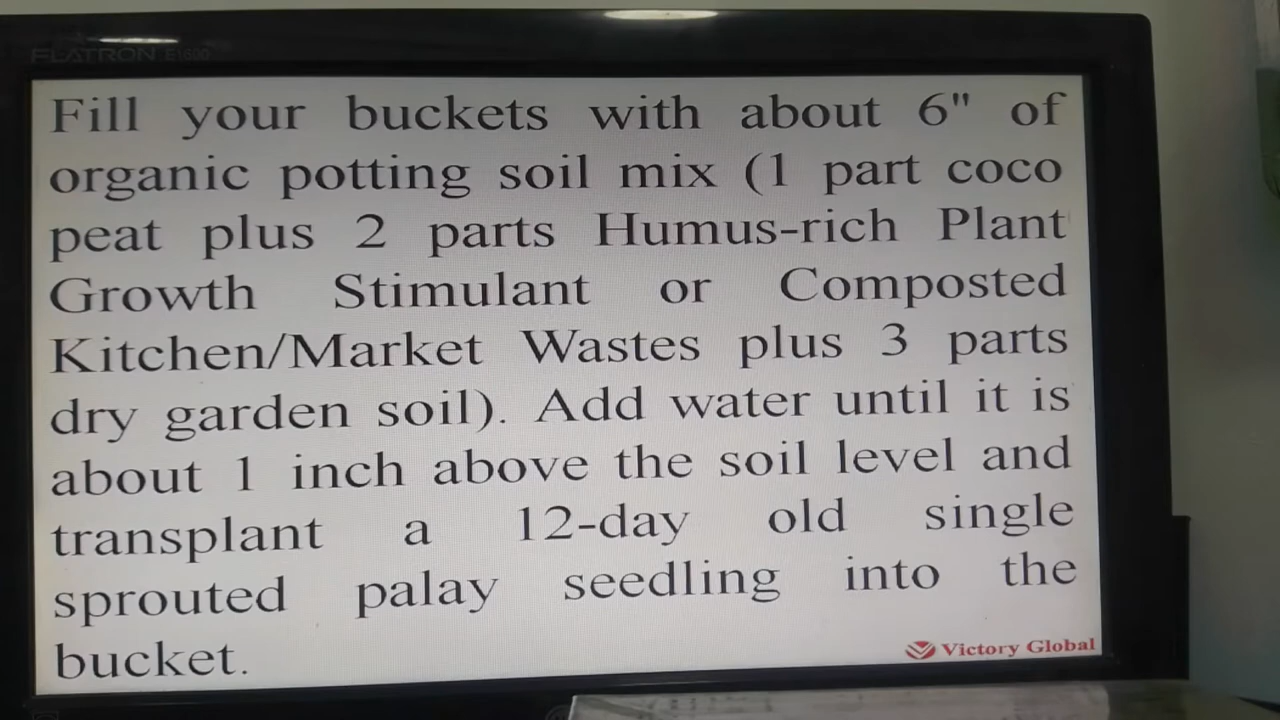 FLATRON E1600
Fill your buckets with about 6" of
organic potting soil mix (1 part coco
peat plus 2 parts Humus-rich Plant
Growth Stimulant or Composted
Kitchen/Market Wastes plus 3 parts
dry garden soil). Add water until it is
about 1 inch above the soil level and
transplant a 12-day old single
sprouted palay seedling into the
bucket.
Victory Global